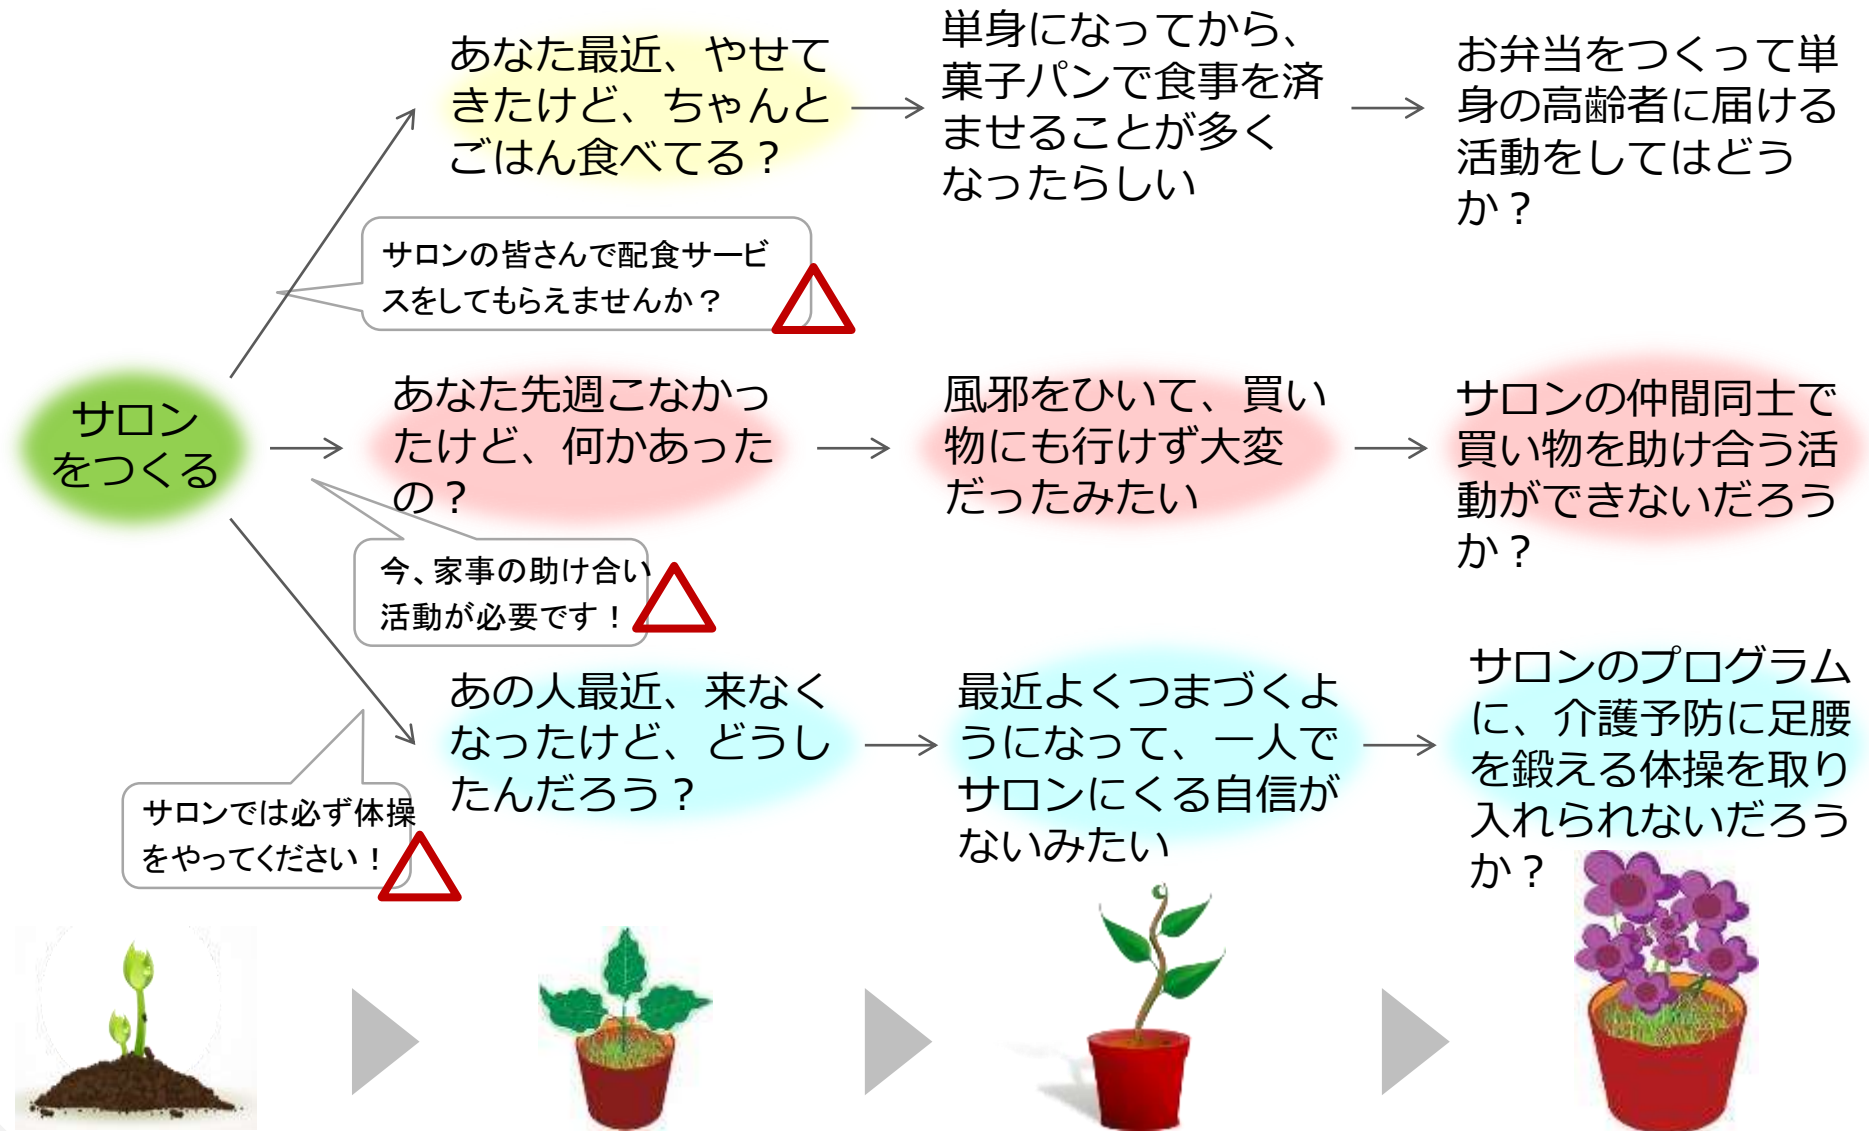 あなた最近、やせて
きたけど、ちゃんと
ごはん食べてる？
単身になってから、
菓子パンで食事を済
ませることが多く
なったらしい
お弁当をつくって単
身の高齢者に届ける
活動をしてはどう
か？
サロンの皆さんで配食サービ
スをしてもらえませんか？
サロン
をつくる
あなた先週こなかっ
たけど、何かあった
の？
風邪をひいて、買い
物にも行けず大変
だったみたい
サロンの仲間同士で
買い物を助け合う活
動ができないだろう
か？
今、家事の助け合い
活動が必要です！
あの人最近、来なく
なったけど、どうし
たんだろう？
最近よくつまづくよ
うになって、一人で
サロンにくる自信が
ないみたい
サロンのプログラム
に、介護予防に足腰
を鍛える体操を取り
入れられないだろう
か？
サロンでは必ず体操
をやってください！